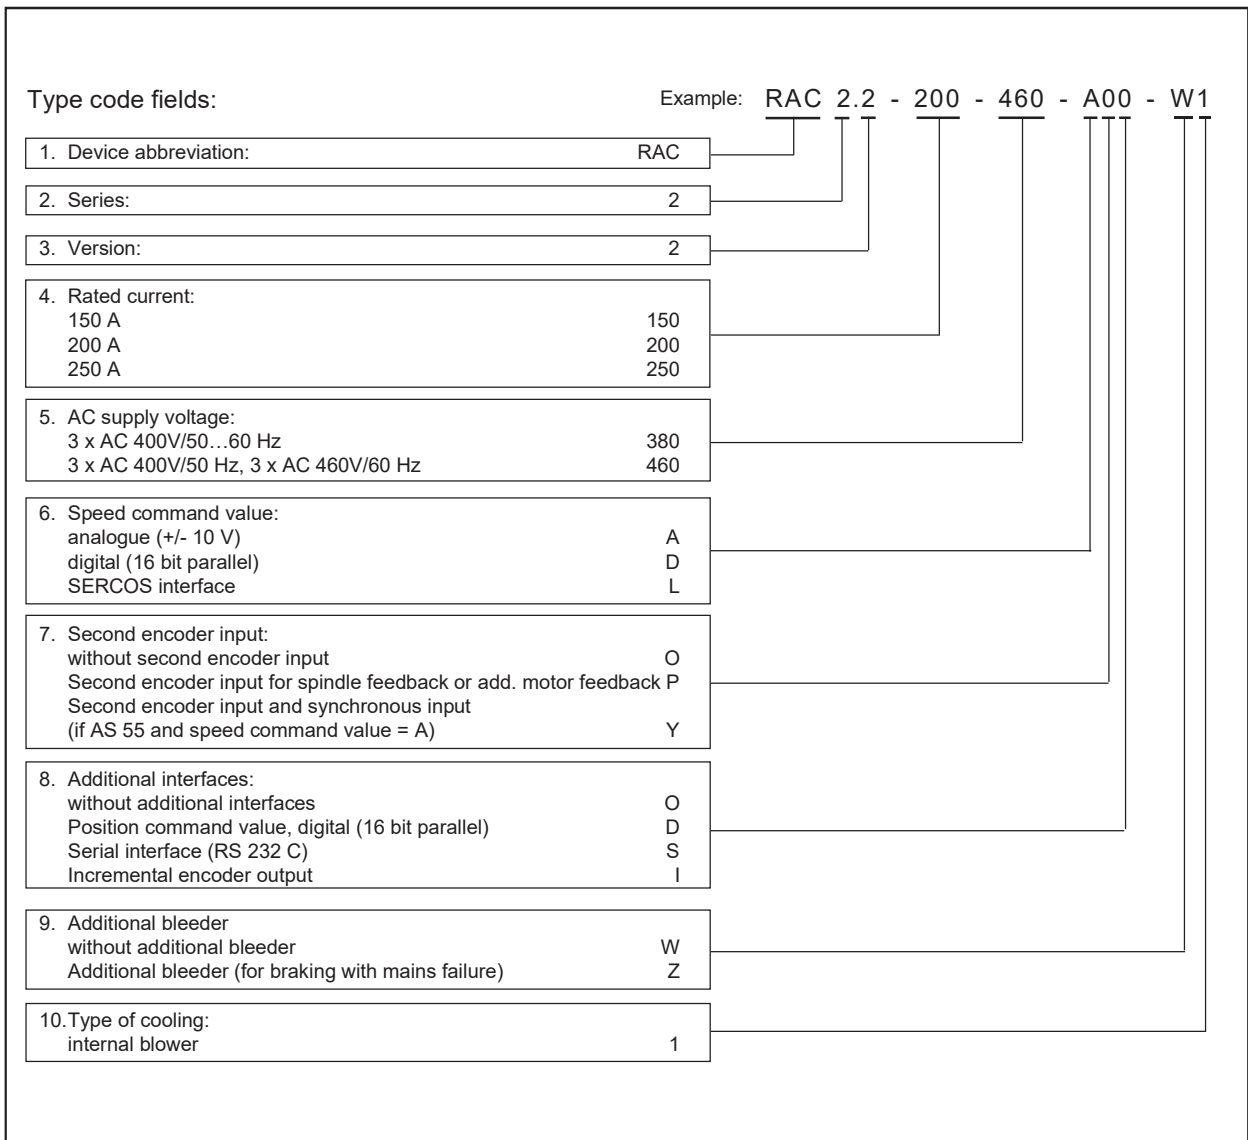 Type code fields:
Example: RAC 2.2 - 200 - 460 - A00 - W1
1. Device abbreviation: RAC
2. Series: 2
3. Version: 2
4. Rated current:
150 A 150
200 A 200
250 A 250
5. AC supply voltage:
3 x AC 400V/50…60 Hz 380
3 x AC 400V/50 Hz, 3 x AC 460V/60 Hz 460
6. Speed command value:
analogue (+/- 10 V) A
digital (16 bit parallel) D
SERCOS interface L
7. Second encoder input:
without second encoder input O
Second encoder input for spindle feedback or add. motor feedback P
Second encoder input and synchronous input
(if AS 55 and speed command value = A) Y
8. Additional interfaces:
without additional interfaces O
Position command value, digital (16 bit parallel) D
Serial interface (RS 232 C) S
Incremental encoder output I
9. Additional bleeder
without additional bleeder W
Additional bleeder (for braking with mains failure) Z
10.Type of cooling:
internal blower 1